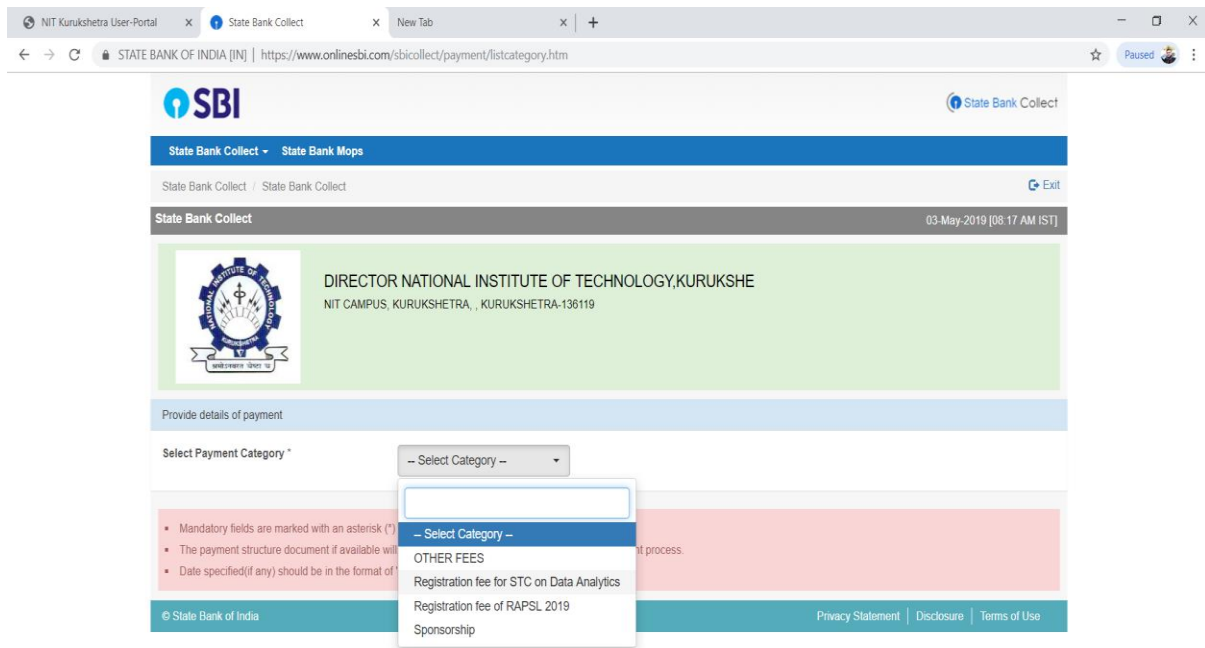 NIT Kurukshetra User-Portal
State Bank Collect
New Tab
STATE BANK OF INDIA [IN] | https://www.onlinesbi.com/sbicollect/payment/listcategory.htm
Paused
SBI
State Bank Collect
State Bank Collect State Bank Mops
State Bank Collect / State Bank Collect
Exit
State Bank Collect
03-May-2019 [08:17 AM IST]
NATIONAL INSTITUTE OF TECHNOLOGY
KURUKSHETRA
DIRECTOR NATIONAL INSTITUTE OF TECHNOLOGY,KURUKSHE
NIT CAMPUS, KURUKSHETRA, , KURUKSHETRA-136119
Provide details of payment
Select Payment Category *
-- Select Category --
-- Select Category --
OTHER FEES
Registration fee for STC on Data Analytics
Registration fee of RAPSL 2019
Sponsorship
Mandatory fields are marked with an asterisk (*)
The payment structure document if available will
nt process.
Date specified(if any) should be in the format of '
© State Bank of India
Privacy Statement | Disclosure | Terms of Use